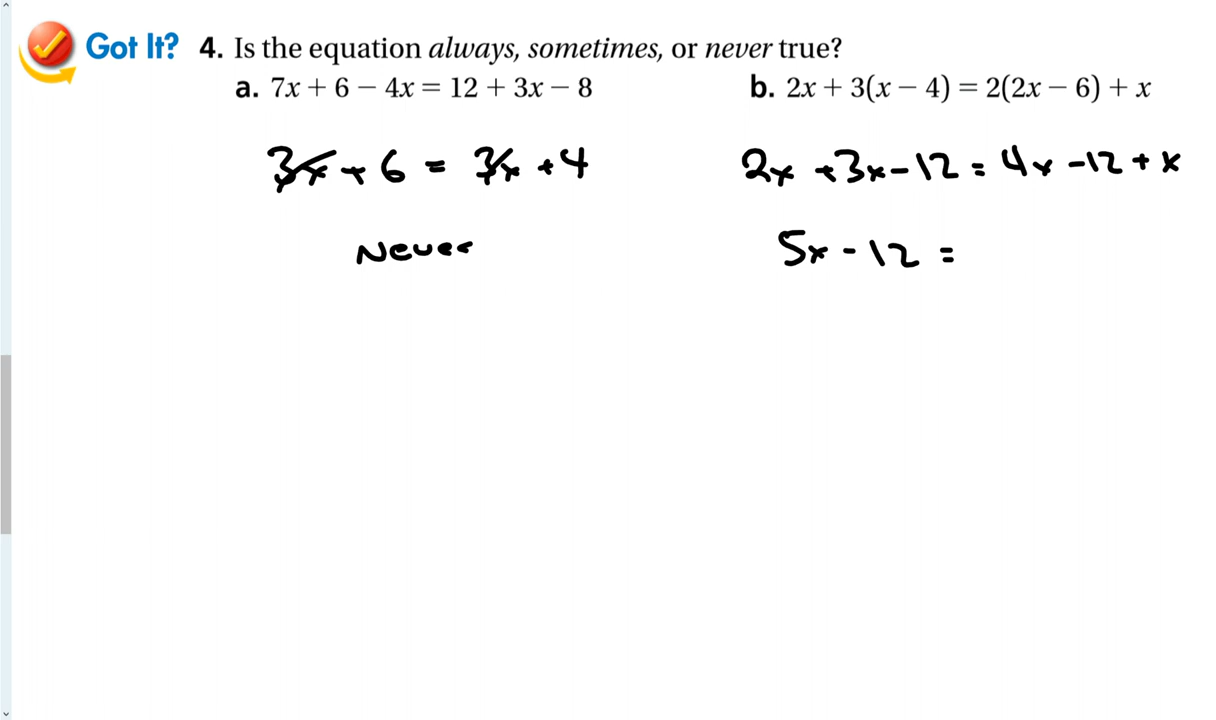 Got It? 4. Is the equation always, sometimes, or never true?
a. 7x + 6 − 4x = 12 + 3x − 8
b. 2x + 3(x − 4) = 2(2x − 6) + x
3x + 6 = 3x + 4
Never
2x + 3x - 12 = 4x - 12 + x
5x - 12 =